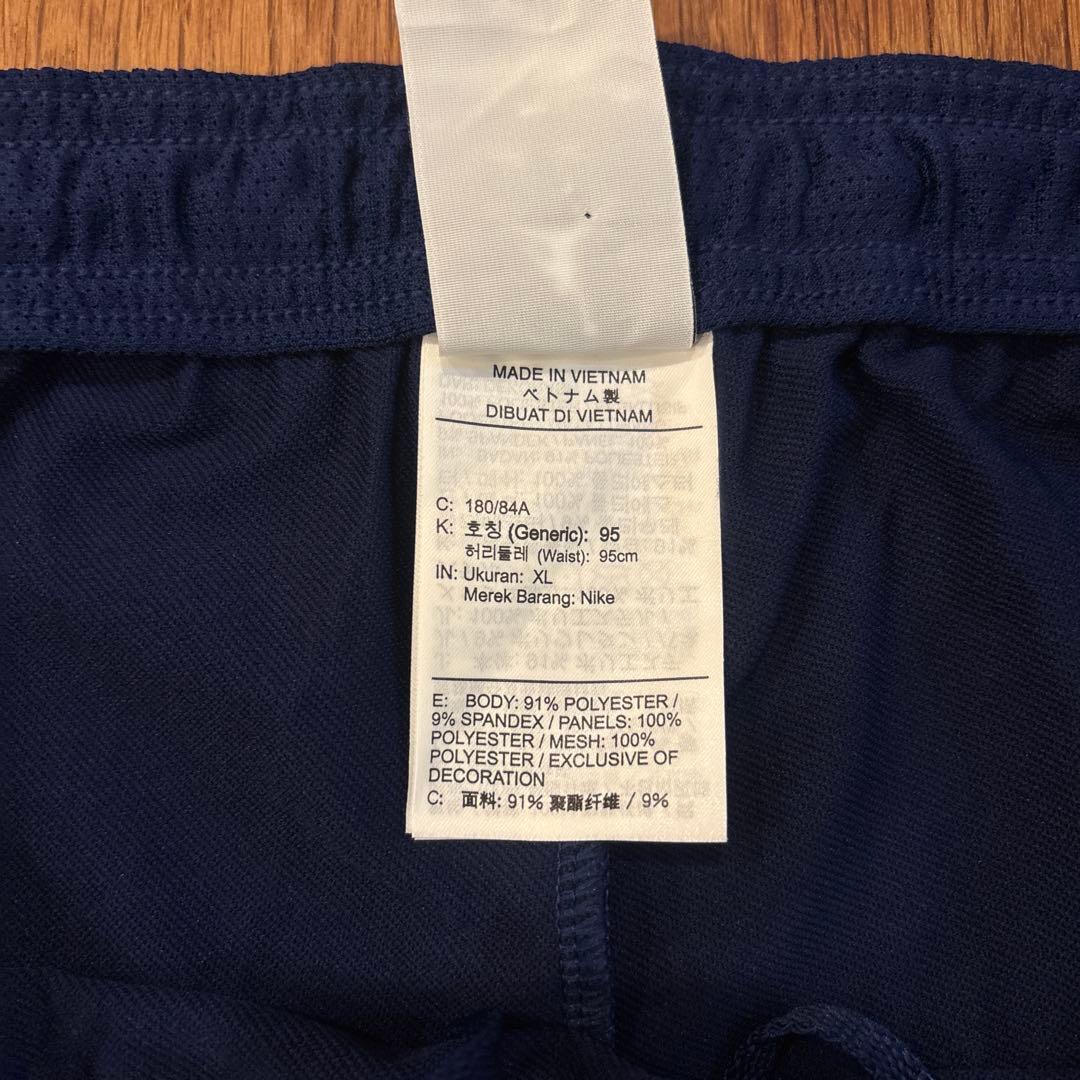 MADE IN VIETNAM
ベトナム製
DIBUAT DI VIETNAM
C: 180/84A
K: 호칭 (Generic): 95
허리둘레 (Waist): 95cm
IN: Ukuran: XL
Merek Barang: Nike
E: BODY: 91% POLYESTER /
9% SPANDEX / PANELS: 100%
POLYESTER / MESH: 100%
POLYESTER / EXCLUSIVE OF
DECORATION
C: 面料: 91% 聚酯纤维 / 9%